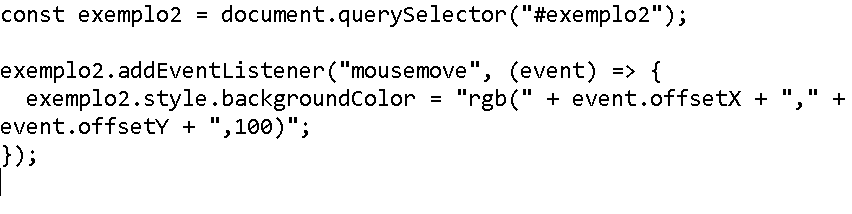 const exemplo2 = document.querySelector("#exemplo2");

exemplo2.addEventListener("mousemove", (event) => {
  exemplo2.style.backgroundColor = "rgb(" + event.offsetX + "," +
event.offsetY + ",100)";
});